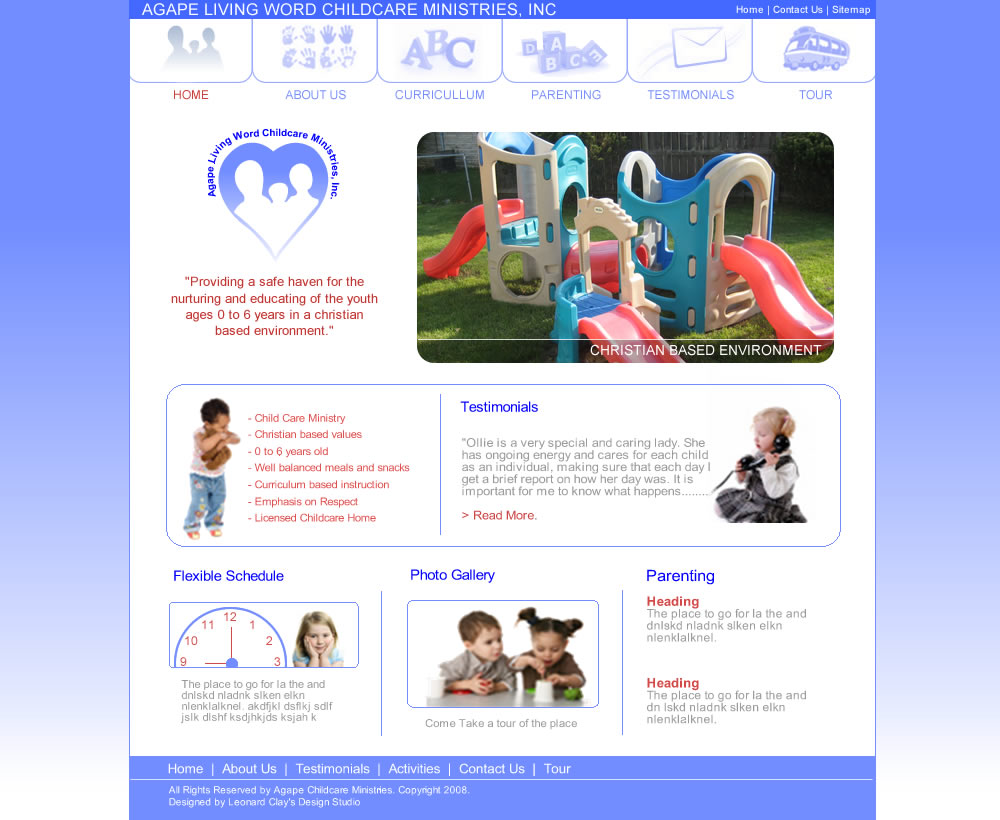 AGAPE LIVING WORD CHILDCARE MINISTRIES, INC
Home | Contact Us | Sitemap
ABC
D A B C E
HOME
ABOUT US
CURRICULLUM
PARENTING
TESTIMONIALS
TOUR
Agape Living Word Childcare Ministries, Inc.
"Providing a safe haven for the
nurturing and educating of the youth
ages 0 to 6 years in a christian
based environment."
CHRISTIAN BASED ENVIRONMENT
- Child Care Ministry
- Christian based values
- 0 to 6 years old
- Well balanced meals and snacks
- Curriculum based instruction
- Emphasis on Respect
- Licensed Childcare Home
Testimonials
"Ollie is a very special and caring lady. She
has ongoing energy and cares for each child
as an individual, making sure that each day I
get a brief report on how her day was. It is
important for me to know what happens........
> Read More.
Flexible Schedule
9 10 11 12 1 2 3
The place to go for la the and
dnlskd nladnk slken elkn
nlenklalknel. akdfjkl dsflkj sdlf
jslk dlshf ksdjhkjds ksjah k
Photo Gallery
Come Take a tour of the place
Parenting
Heading
The place to go for la the and
dnlskd nladnk slken elkn
nlenklalknel.
Heading
The place to go for la the and
dn lskd nladnk slken elkn
nlenklalknel.
Home | About Us | Testimonials | Activities | Contact Us | Tour
All Rights Reserved by Agape Childcare Ministries. Copyright 2008.
Designed by Leonard Clay's Design Studio